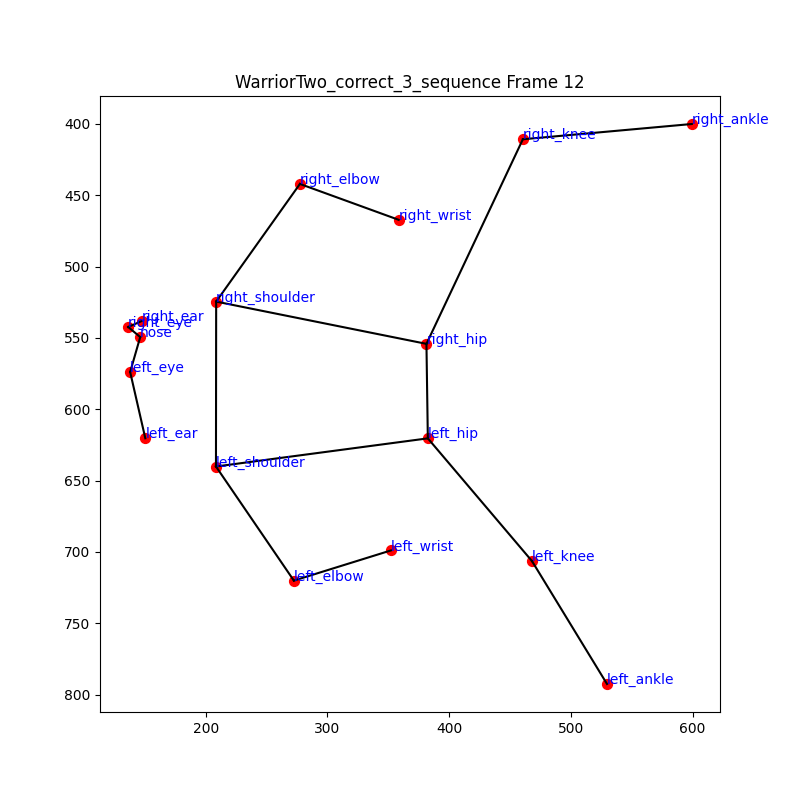 WarriorTwo_correct_3_sequence Frame 12
right_ankle
400
right_knee
right_elbow
450
right_wrist
500
right_shoulder
right_ear
right_eye
nose
550
right_hip
left_eye
600
left_ear
left_hip
650
left_shoulder
700
left_wrist
left_knee
left_elbow
750
left_ankle
800
200
300
400
500
600